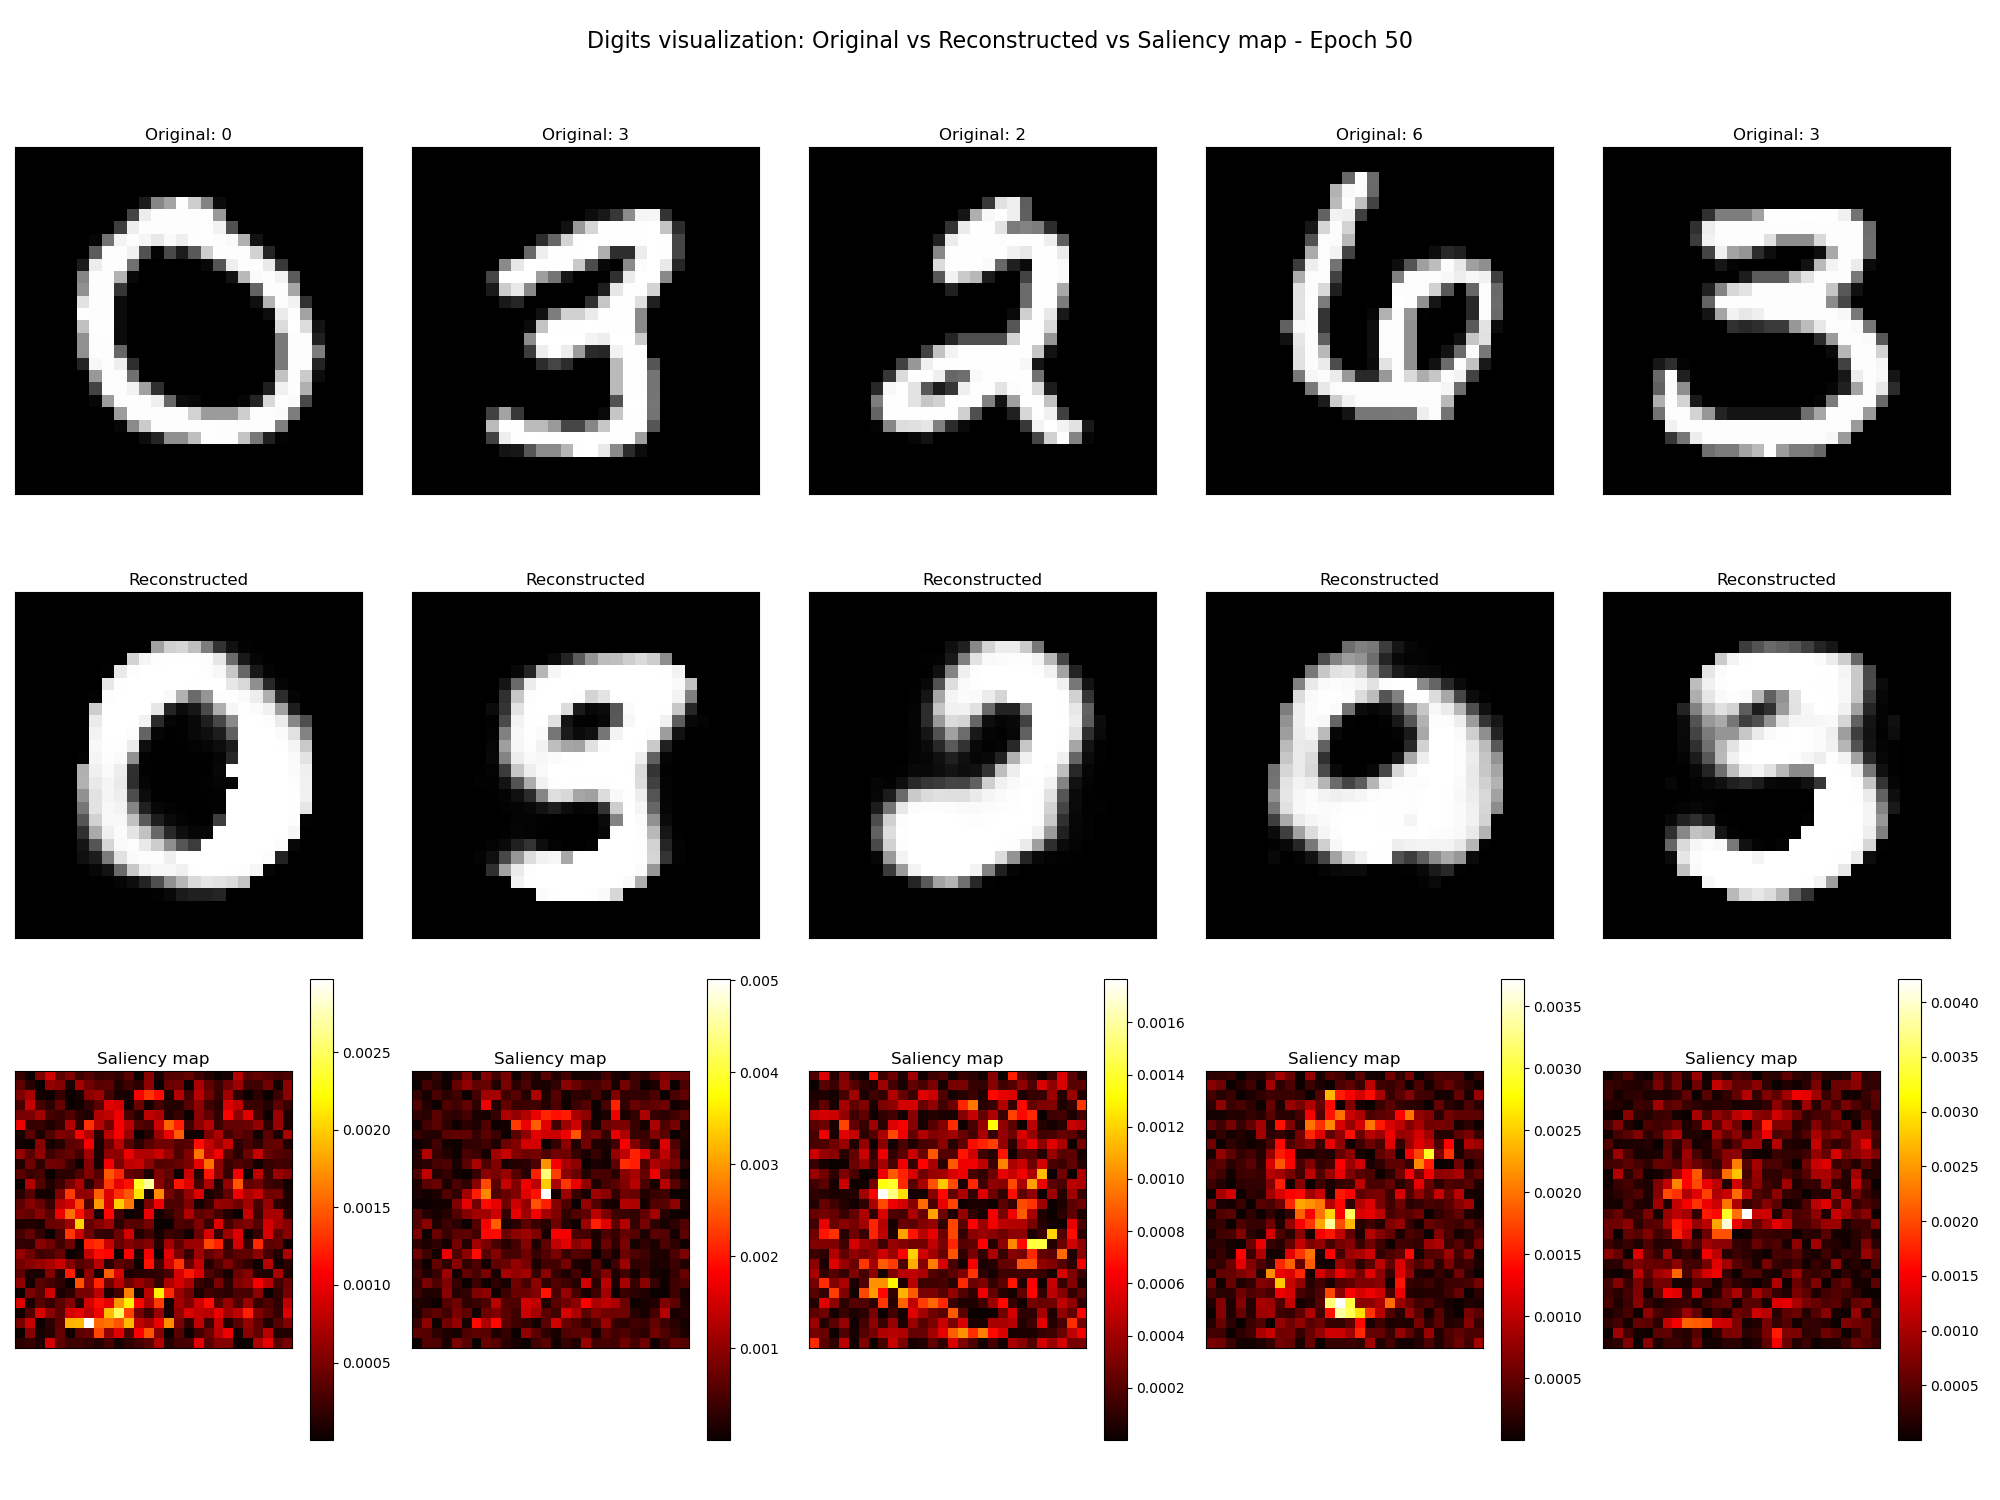 Digits visualization: Original vs Reconstructed vs Saliency map - Epoch 50
Original: 0
Original: 3
Original: 2
Original: 6
Original: 3
0
3
2
6
3
Reconstructed
Reconstructed
Reconstructed
Reconstructed
Reconstructed
Saliency map
0.0025
0.0020
0.0015
0.0010
0.0005
Saliency map
0.005
0.004
0.003
0.002
0.001
Saliency map
0.0016
0.0014
0.0012
0.0010
0.0008
0.0006
0.0004
0.0002
Saliency map
0.0035
0.0030
0.0025
0.0020
0.0015
0.0010
0.0005
Saliency map
0.0040
0.0035
0.0030
0.0025
0.0020
0.0015
0.0010
0.0005